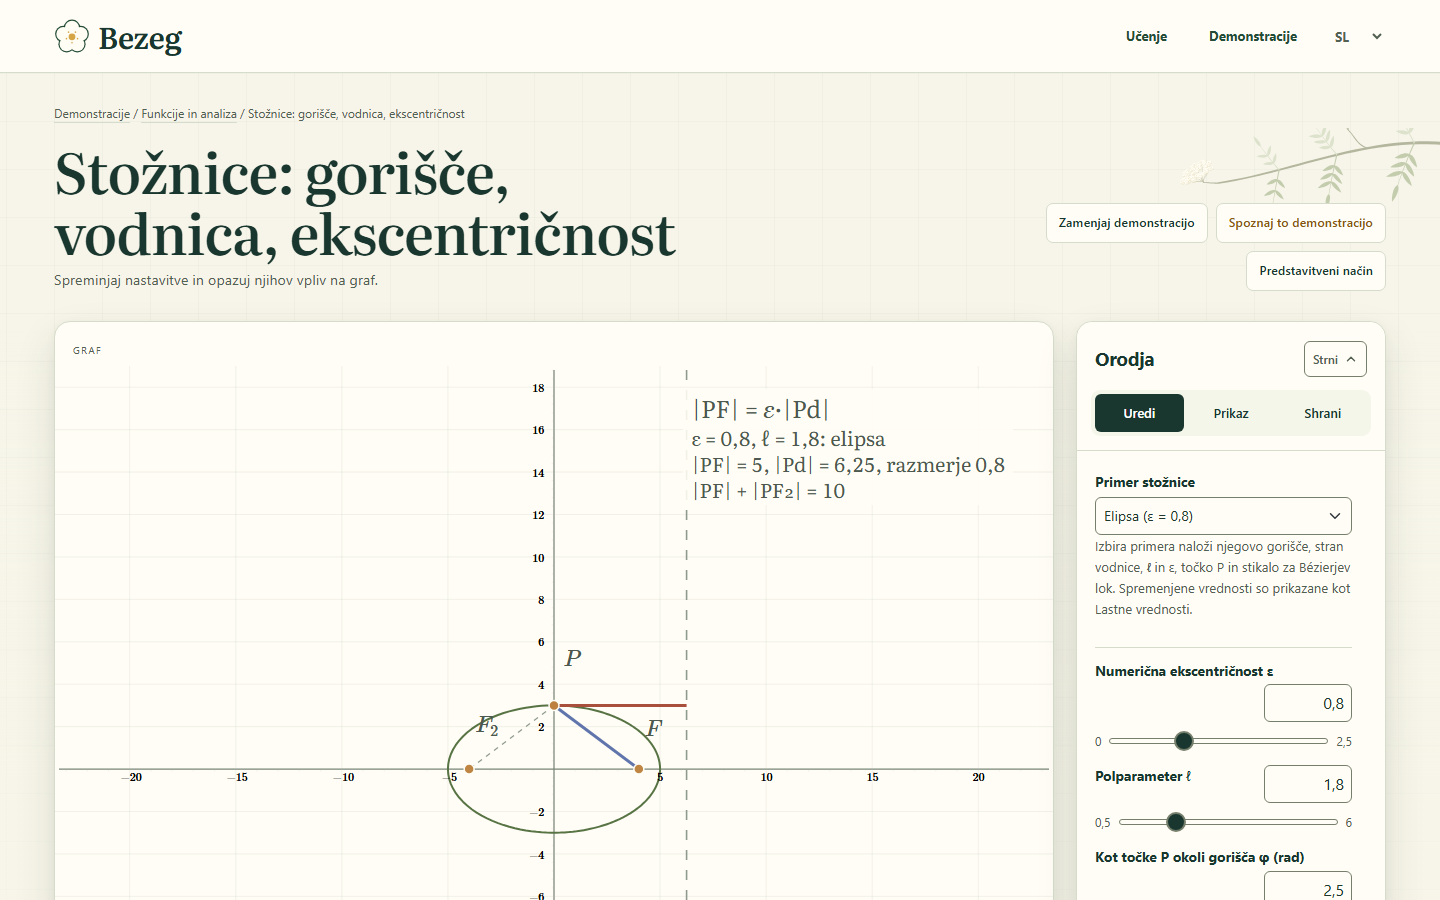 Bezeg
Učenje
Demonstracije
SL
Demonstracije / Funkcije in analiza / Stožnice: gorišče, vodnica, ekscentričnost
Stožnice: gorišče,
vodnica, ekscentričnost
Spreminjaj nastavitve in opazuj njihov vpliv na graf.
Zamenjaj demonstracijo
Spoznaj to demonstracijo
Predstavitveni način
GRAF
18
16
14
12
10
8
6
4
2
−2
−4
−6
−20
−15
−10
−5
5
10
15
20
|PF| = ε·|Pd|
ε = 0,8, ℓ = 1,8: elipsa
|PF| = 5, |Pd| = 6,25, razmerje 0,8
|PF| + |PF₂| = 10
P
F₂
F
Orodja
Strni
Uredi
Prikaz
Shrani
Primer stožnice
Elipsa (ε = 0,8)
Izbira primera naloži njegovo gorišče, stran
vodnice, ℓ in ε, točko P in stikalo za Bézierjev
lok. Spremenjene vrednosti so prikazane kot
Lastne vrednosti.
Numerična ekscentričnost ε
0,8
0
2,5
Polparameter ℓ
1,8
0,5
6
Kot točke P okoli gorišča φ (rad)
2,5